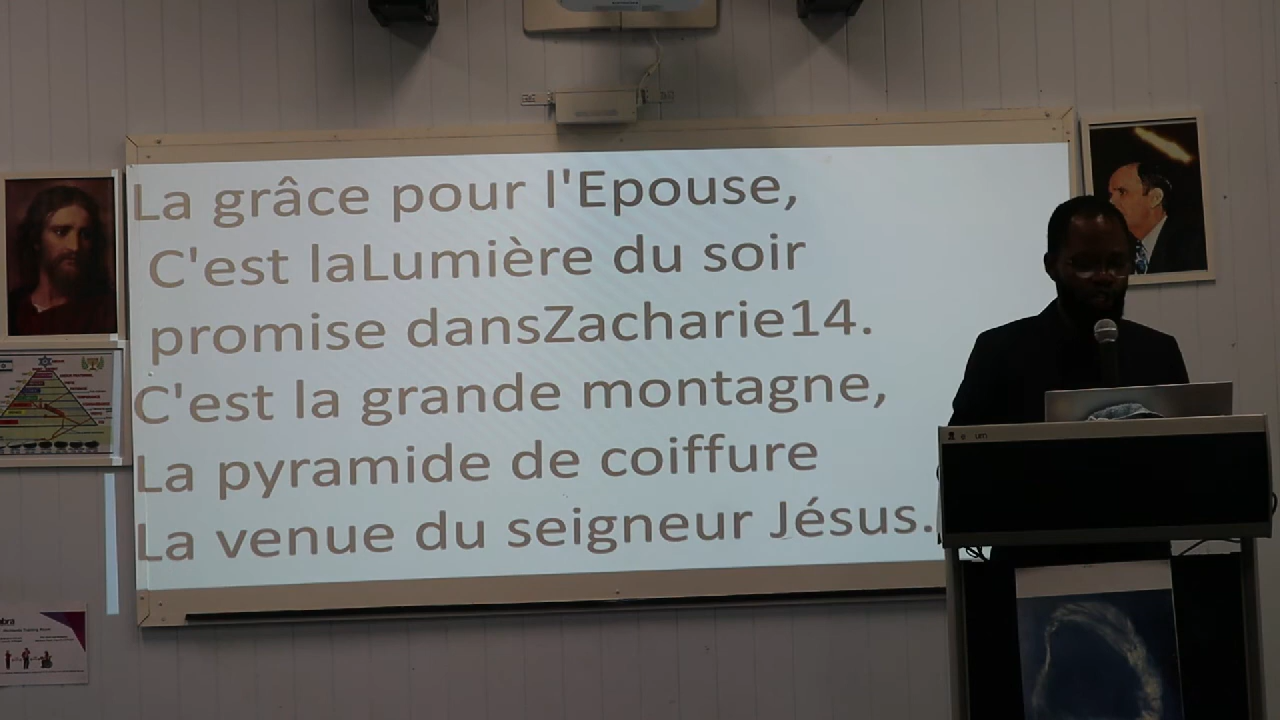 La grâce pour l'Epouse,
C'est laLumière du soir
promise dansZacharie14.
C'est la grande montagne,
La pyramide de coiffure
La venue du seigneur Jésus.